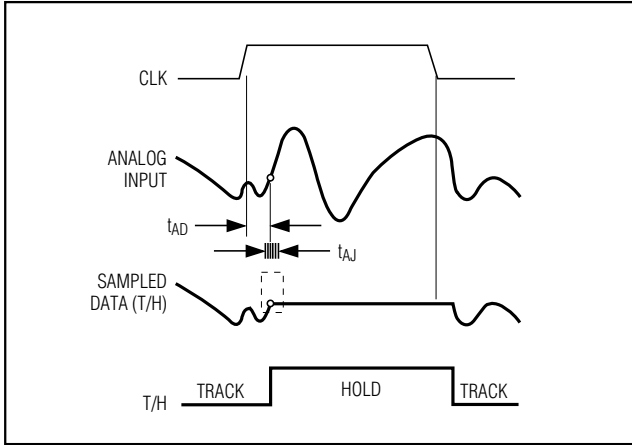 CLK
ANALOG
INPUT
tAD
tAJ
SAMPLED
DATA (T/H)
T/H
TRACK
HOLD
TRACK